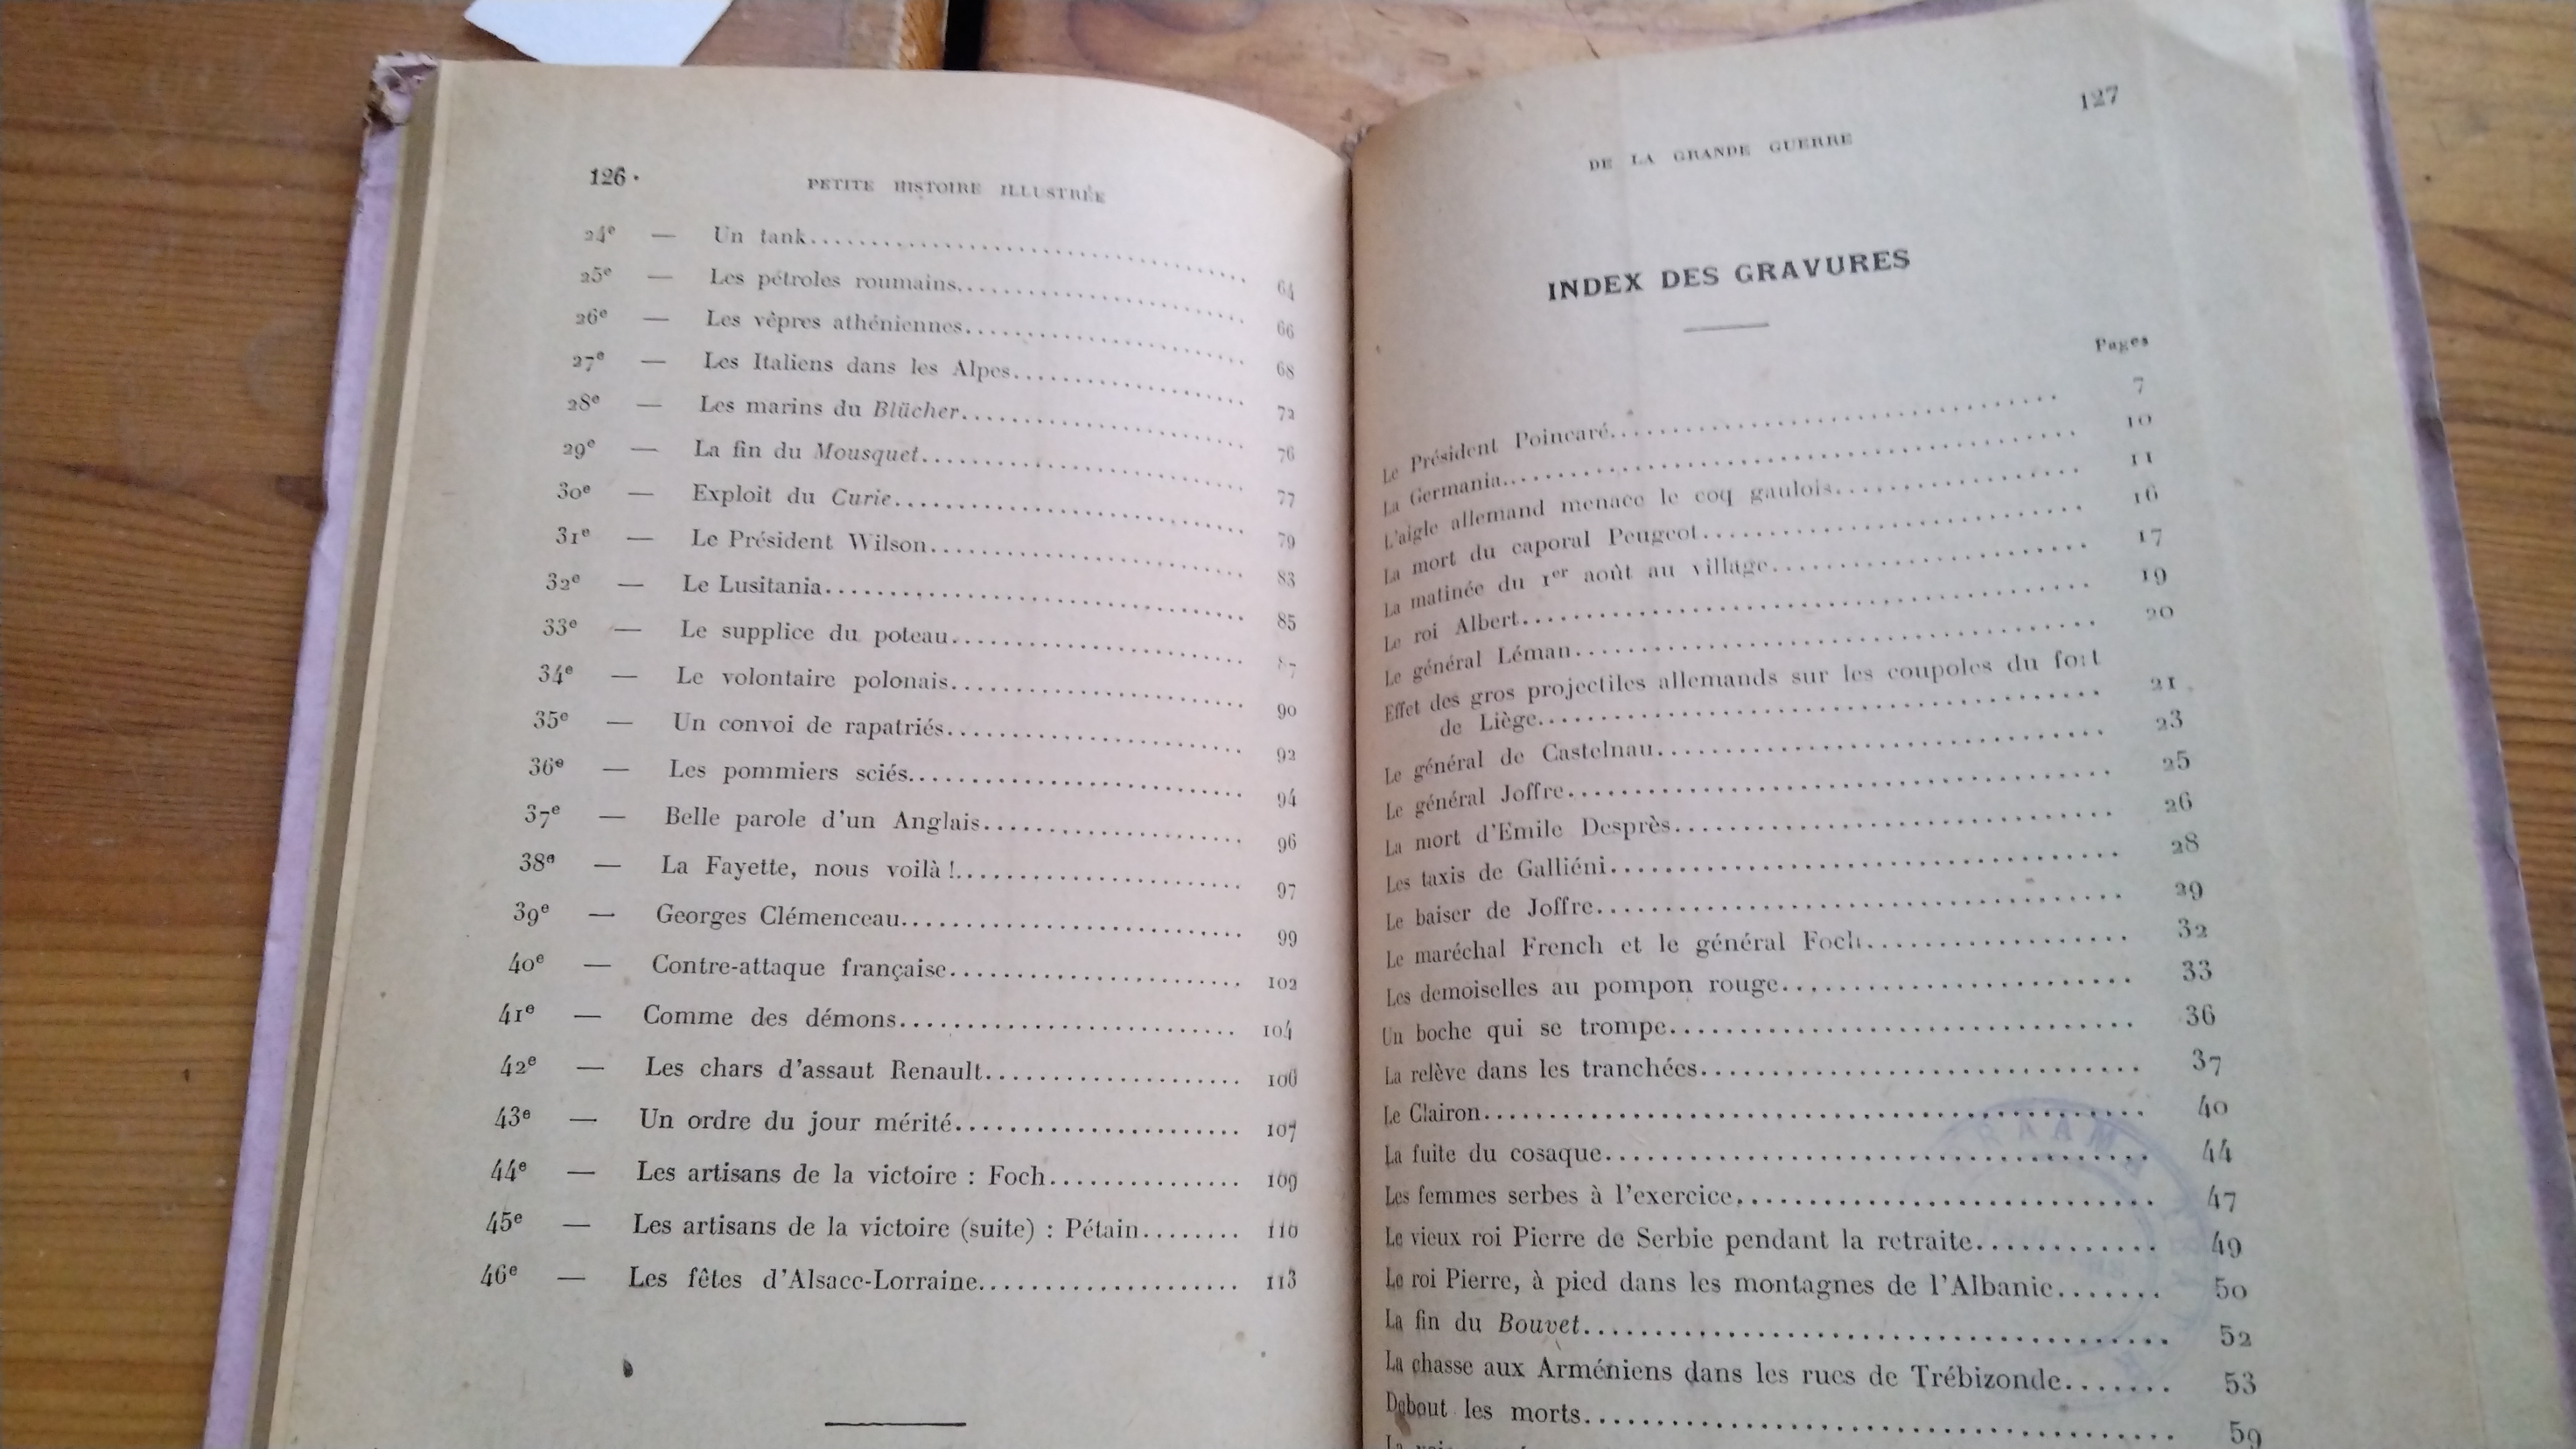 126.
PETITE HISTOIRE ILLUSTRÉE
24e — Un tank........ 64
25e — Les pétroles roumains........ 66
26e — Les vêpres athéniennes........ 68
27e — Les Italiens dans les Alpes........ 72
28e — Les marins du Blücher........ 76
29e — La fin du Mousquet........ 77
30e — Exploit du Curie........ 79
31e — Le Président Wilson........ 83
32e — Le Lusitania........ 85
33e — Le supplice du poteau........ 87
34e — Le volontaire polonais........ 90
35e — Un convoi de rapatriés........ 92
36e — Les pommiers sciés........ 94
37e — Belle parole d'un Anglais........ 96
38e — La Fayette, nous voilà !........ 97
39e — Georges Clémenceau........ 99
40e — Contre-attaque française........ 102
41e — Comme des démons........ 104
42e — Les chars d'assaut Renault........ 106
43e — Un ordre du jour mérité........ 107
44e — Les artisans de la victoire : Foch........ 109
45e — Les artisans de la victoire (suite) : Pétain........ 110
46e — Les fêtes d'Alsace-Lorraine........ 113
127
DE LA GRANDE GUERRE
INDEX DES GRAVURES
Pages
Le Président Poincaré........ 7
La Germania........ 10
L'aigle allemand menace le coq gaulois........ 11
La mort du caporal Peugeot........ 16
La matinée du 1er août au village........ 17
Le roi Albert........ 19
Le général Léman........ 20
Effet des gros projectiles allemands sur les coupoles du fort
de Liège........ 21
Le général de Castelnau........ 23
Le général Joffre........ 25
La mort d'Emile Desprès........ 26
Les taxis de Galliéni........ 28
Le baiser de Joffre........ 29
Le maréchal French et le général Foch........ 32
Les demoiselles au pompon rouge........ 33
Un boche qui se trompe........ 36
La relève dans les tranchées........ 37
Le Clairon........ 40
La fuite du cosaque........ 44
Les femmes serbes à l'exercice........ 47
Le vieux roi Pierre de Serbie pendant la retraite........ 49
Le roi Pierre, à pied dans les montagnes de l'Albanie........ 50
La fin du Bouvet........ 52
La chasse aux Arméniens dans les rues de Trébizonde........ 53
Debout les morts........ 59